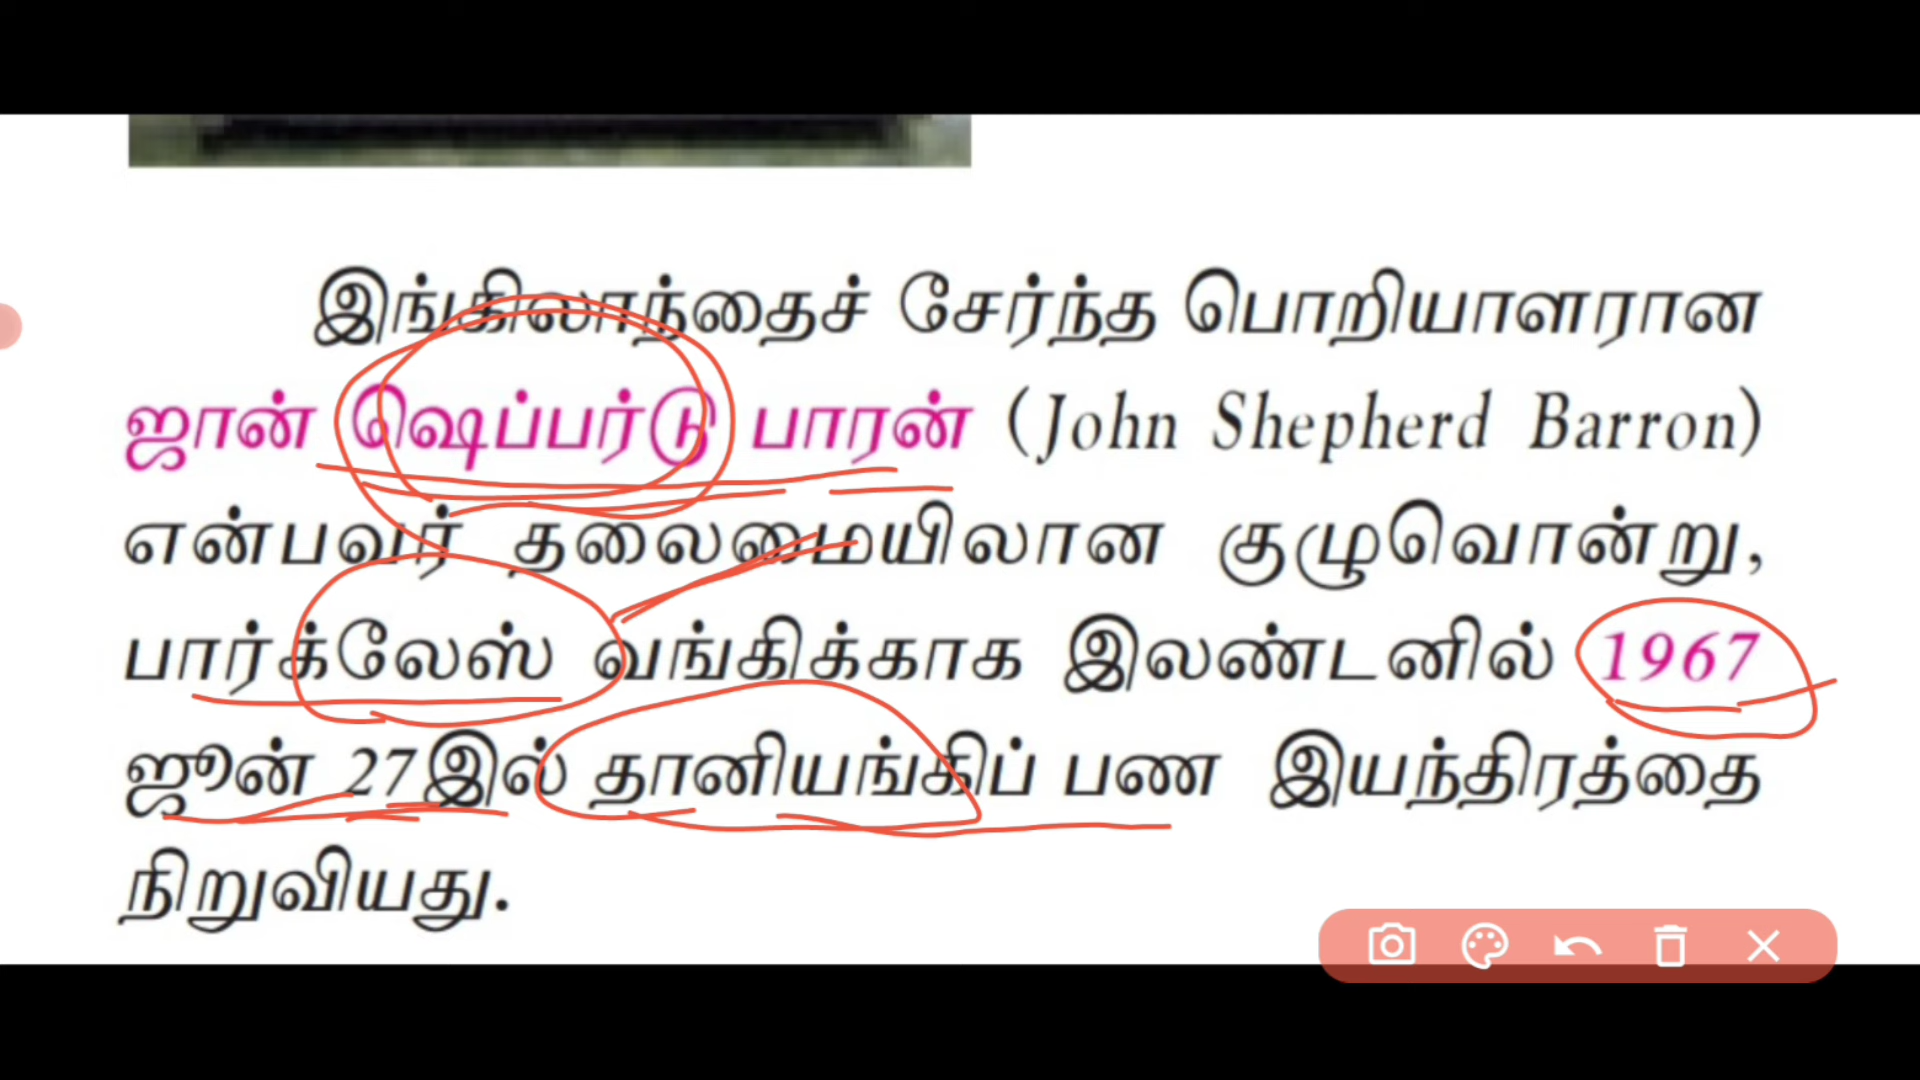 இங்கிலாந்தைச் சேர்ந்த பொறியாளரான
ஜான் ஷெப்பர்டு பாரன் (John Shepherd Barron)
என்பவர் தலைமையிலான குழுவொன்று,
பார்க்லேஸ் வங்கிக்காக இலண்டனில் 1967
ஜூன் 27இல் தானியங்கிப் பண இயந்திரத்தை
நிறுவியது.